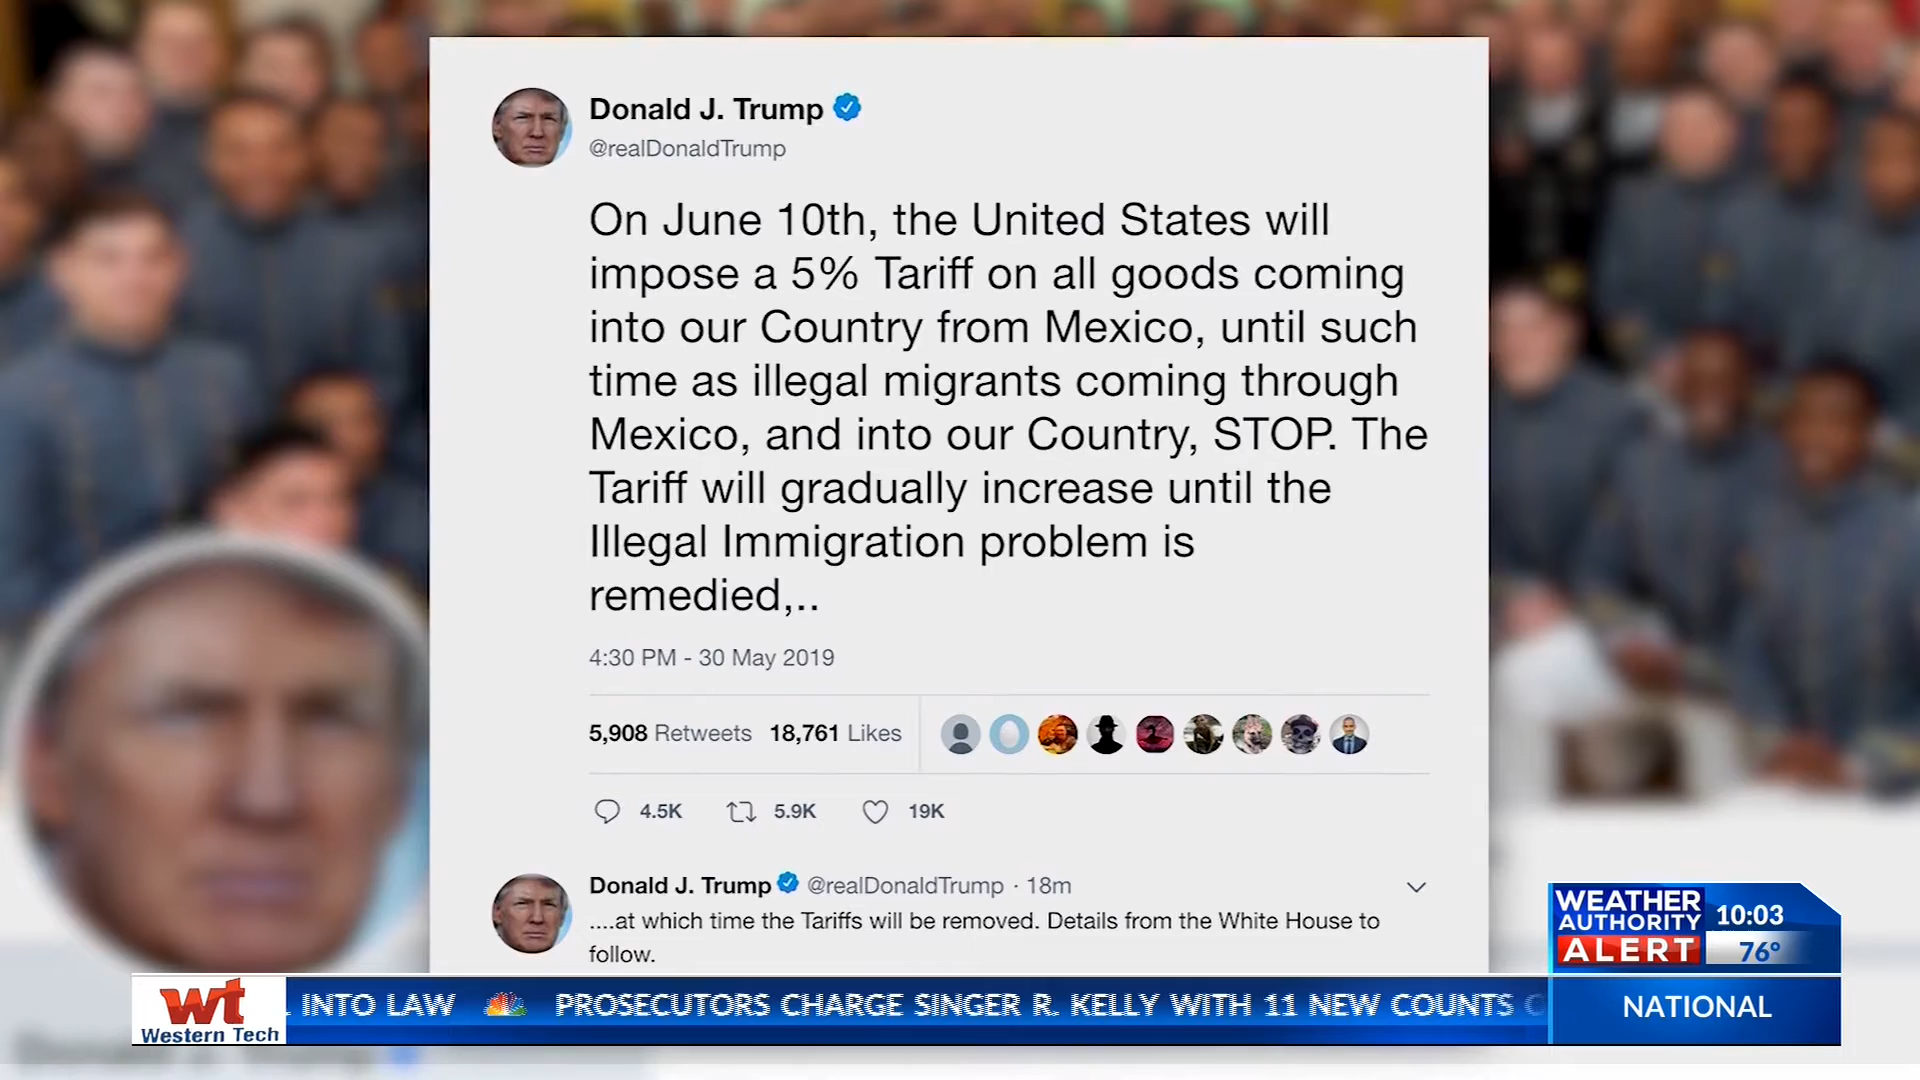 Donald J. Trump
@realDonaldTrump
On June 10th, the United States will
impose a 5% Tariff on all goods coming
into our Country from Mexico, until such
time as illegal migrants coming through
Mexico, and into our Country, STOP. The
Tariff will gradually increase until the
Illegal Immigration problem is
remedied,..
4:30 PM - 30 May 2019
5,908 Retweets 18,761 Likes
4.5K 5.9K 19K
Donald J. Trump @realDonaldTrump · 18m
....at which time the Tariffs will be removed. Details from the White House to
follow.
WEATHER
AUTHORITY
ALERT
10:03
76°
wt
Western Tech
INTO LAW PROSECUTORS CHARGE SINGER R. KELLY WITH 11 NEW COUNTS
NATIONAL